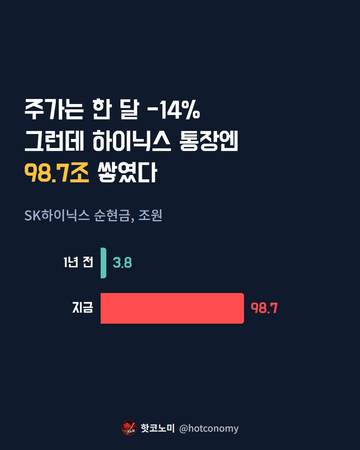 주가는 한 달 -14%
그런데 하이닉스 통장엔
98.7조 쌓였다
SK하이닉스 순현금, 조원
1년 전 3.8
지금 98.7
핫코노미 @hotconomy